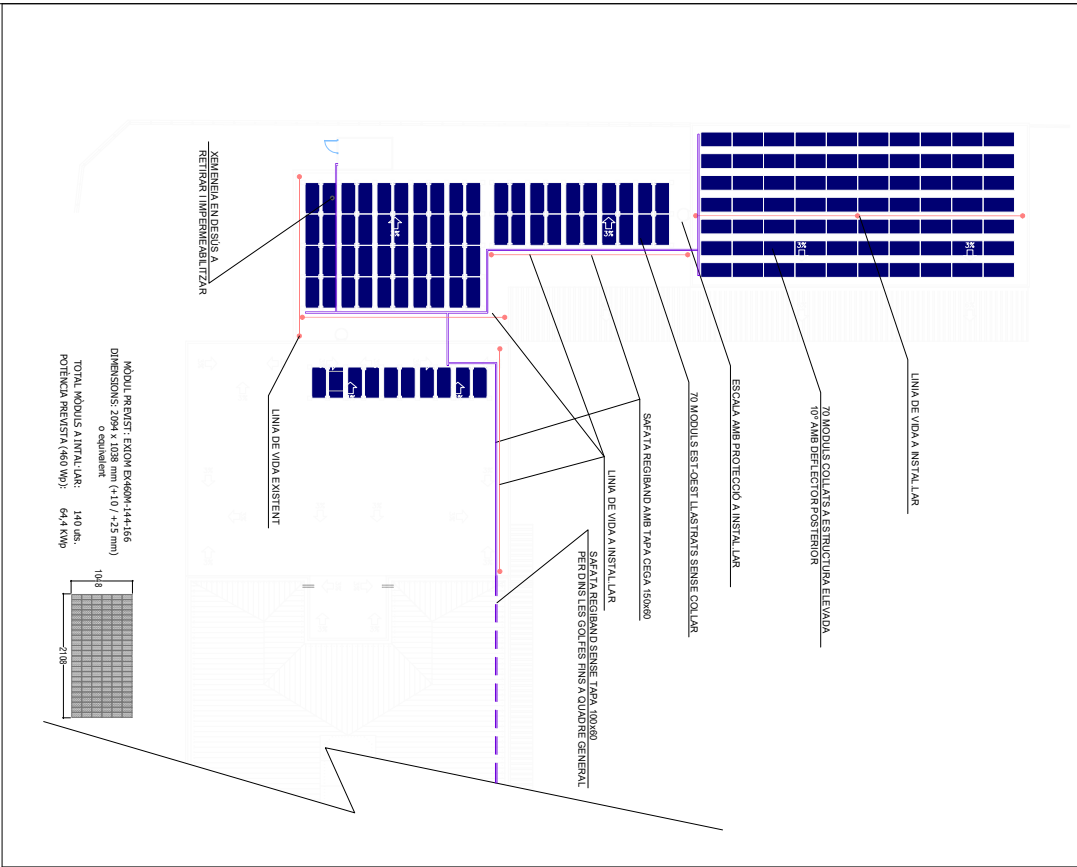 3%
3%
LINIA DE VIDA A INSTAL.LAR
70 MODULS COLLATS A ESTRUCTURA ELEVADA
10º AMB DEFLECTOR POSTERIOR
ESCALA AMB PROTECCIÓ A INSTAL.LAR
3%
70 MODULS EST-OEST LLASTRATS SENSE COLLAR
SAFATA REGIBAND AMB TAPA CEGA 150x60
LINIA DE VIDA A INSTAL.LAR
SAFATA REGIBAND SENSE TAPA 100x60
PER DINS LES GOLFES FINS A QUADRE GENERAL
LINIA DE VIDA EXISTENT
XEMENEIA EN DESÚS A
RETIRAR I IMPERMEABILITZAR
MÒDUL PREVIST: EXIOM EX460M-144-166
DIMENSIONS: 2094 x 1038 mm (+10 / +25 mm)
o equivalent
TOTAL MÒDULS A INTAL·LAR: 140 uts.
POTÈNCIA PREVISTA (460 Wp): 64,4 KWp
1048
2108